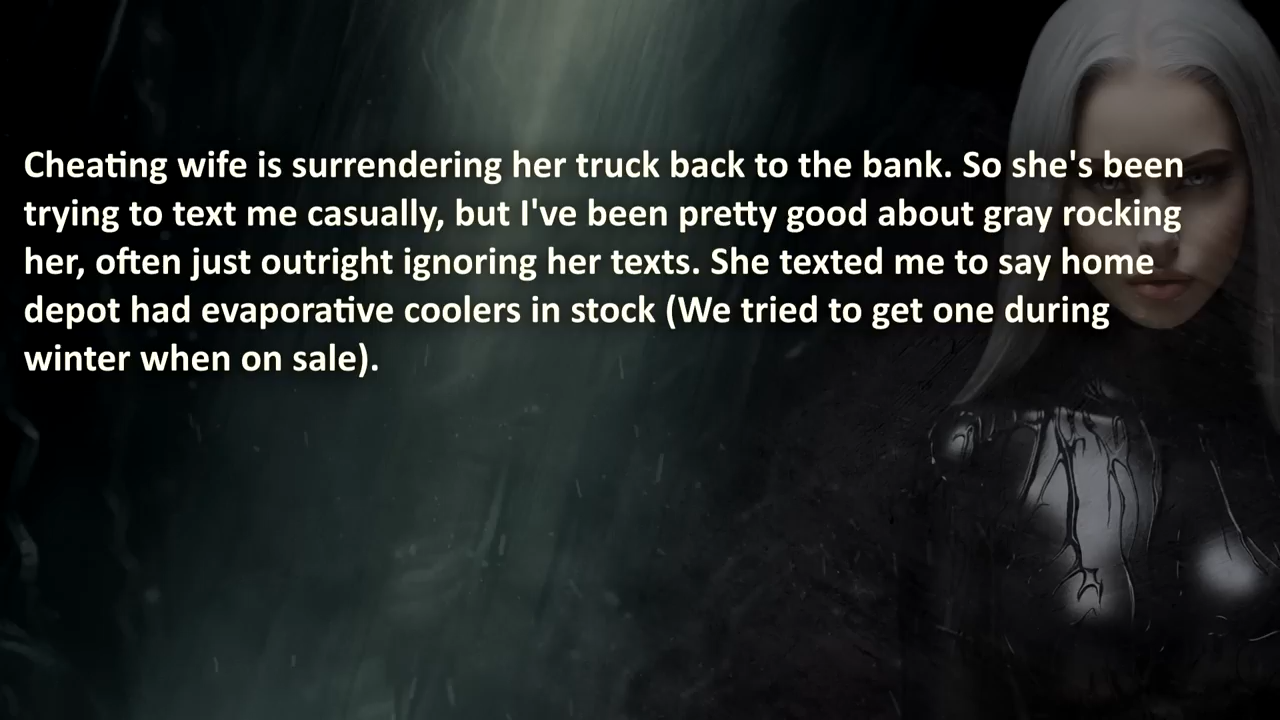 Cheating wife is surrendering her truck back to the bank. So she's been
trying to text me casually, but I've been pretty good about gray rocking
her, often just outright ignoring her texts. She texted me to say home
depot had evaporative coolers in stock (We tried to get one during
winter when on sale).